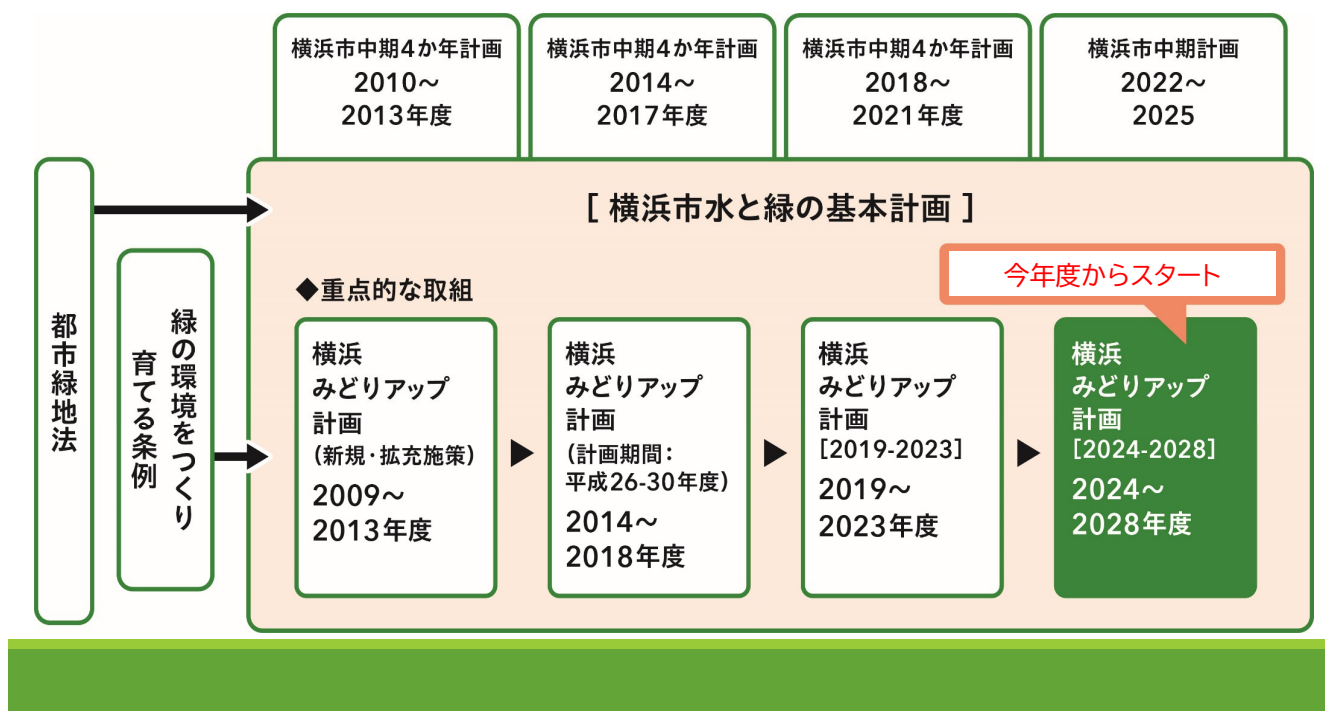 横浜市中期4か年計画
2010～
2013年度
横浜市中期4か年計画
2014～
2017年度
横浜市中期4か年計画
2018～
2021年度
横浜市中期計画
2022～
2025
都市緑地法
緑の環境をつくり
育てる条例
[ 横浜市水と緑の基本計画 ]
今年度からスタート
◆重点的な取組
横浜
みどりアップ
計画
(新規・拡充施策)
2009～
2013年度
横浜
みどりアップ
計画
(計画期間：
平成26-30年度)
2014～
2018年度
横浜
みどりアップ
計画
[2019-2023]
2019～
2023年度
横浜
みどりアップ
計画
[2024-2028]
2024～
2028年度